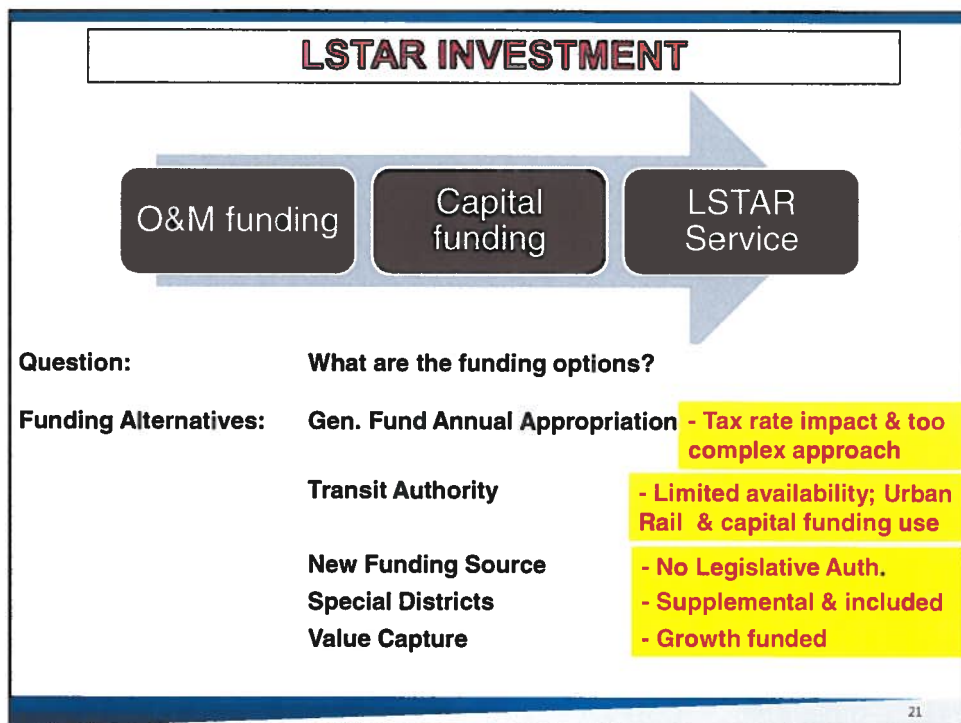 LSTAR INVESTMENT
O&M funding
Capital
funding
LSTAR
Service
Question: What are the funding options?
Funding Alternatives: Gen. Fund Annual Appropriation - Tax rate impact & too
complex approach
Transit Authority - Limited availability; Urban
Rail & capital funding use
New Funding Source - No Legislative Auth.
Special Districts - Supplemental & included
Value Capture - Growth funded
21